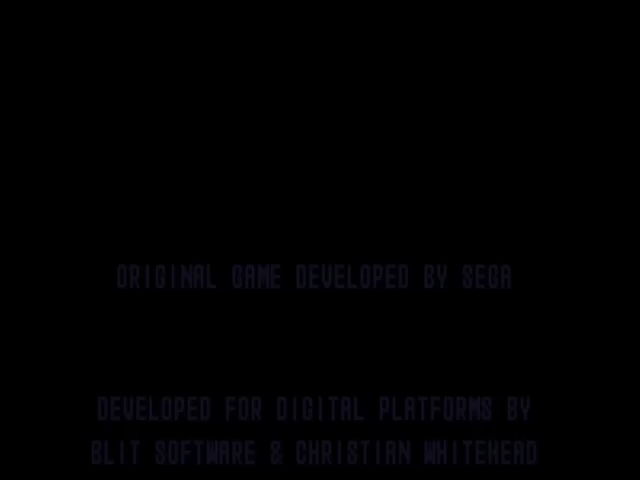 ORIGINAL GAME DEVELOPED BY SEGA
DEVELOPED FOR DIGITAL PLATFORMS BY
BLIT SOFTWARE & CHRISTIAN WHITEHEAD